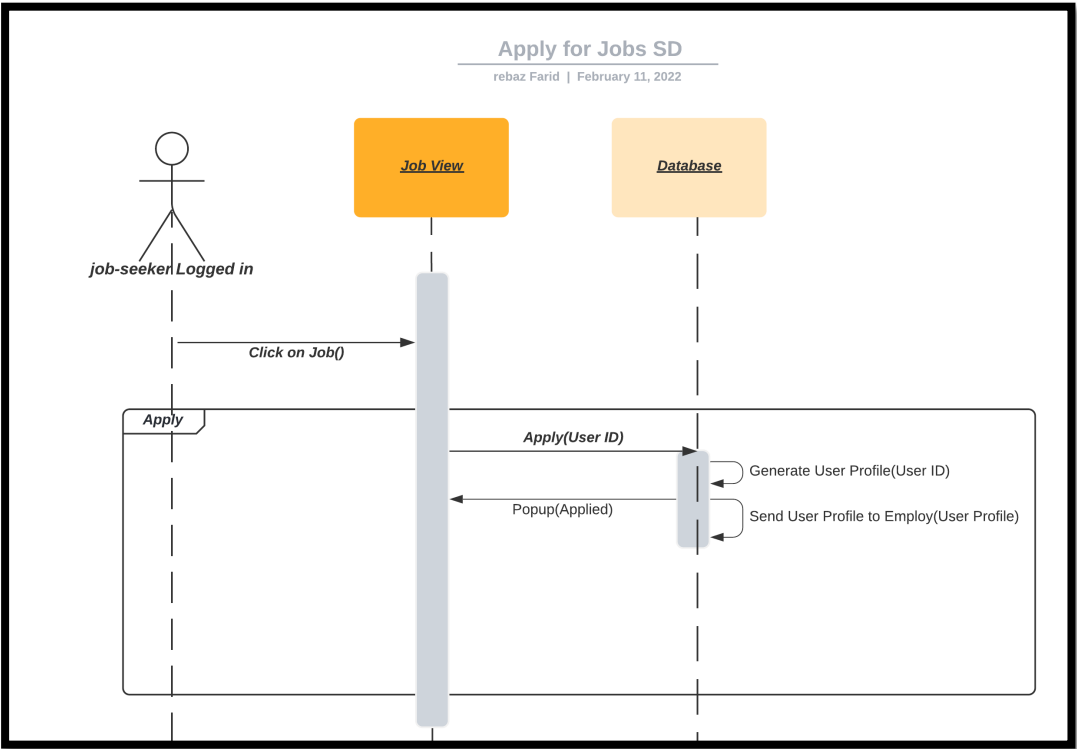 Apply for Jobs SD
rebaz Farid | February 11, 2022
Job View
Database
job-seeker Logged in
Click on Job()
Apply
Apply(User ID)
Generate User Profile(User ID)
Popup(Applied)
Send User Profile to Employ(User Profile)